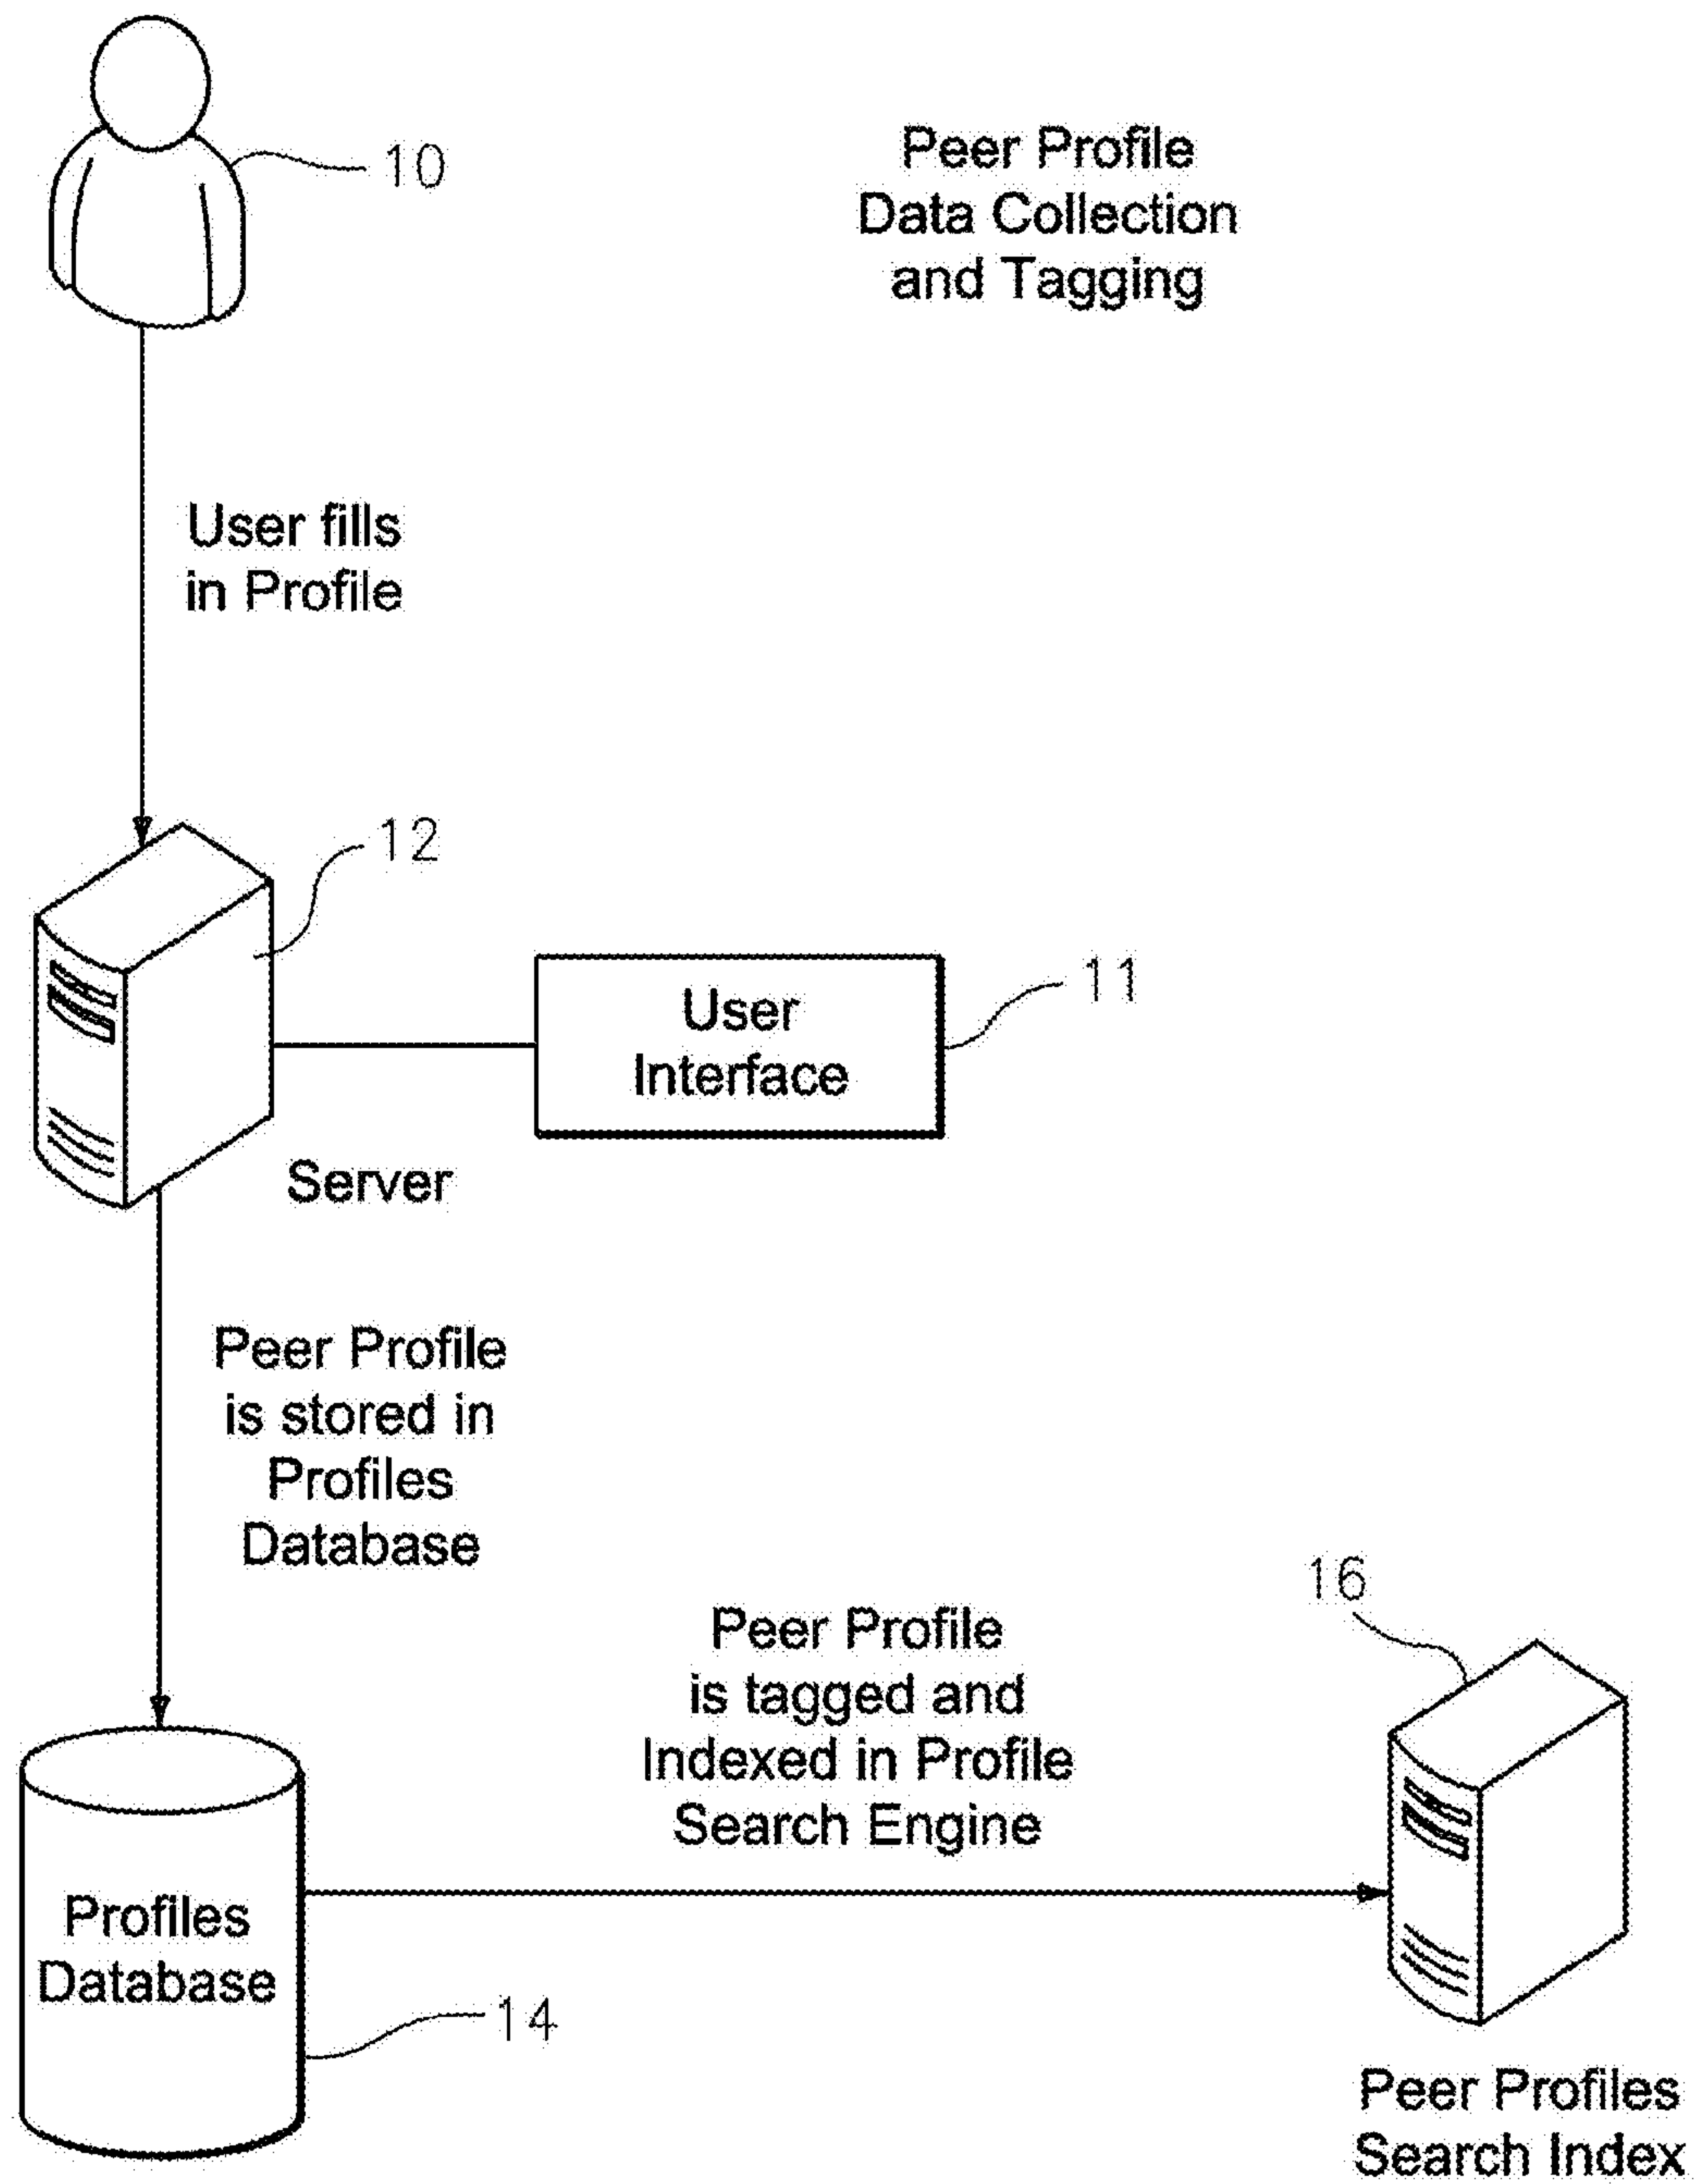 10
Peer Profile
Data Collection
and Tagging
User fills
in Profile
12
User
Interface
11
Server
Peer Profile
is stored in
Profiles
Database
16
Peer Profile
is tagged and
Indexed in Profile
Search Engine
Profiles
Database
14
Peer Profiles
Search Index